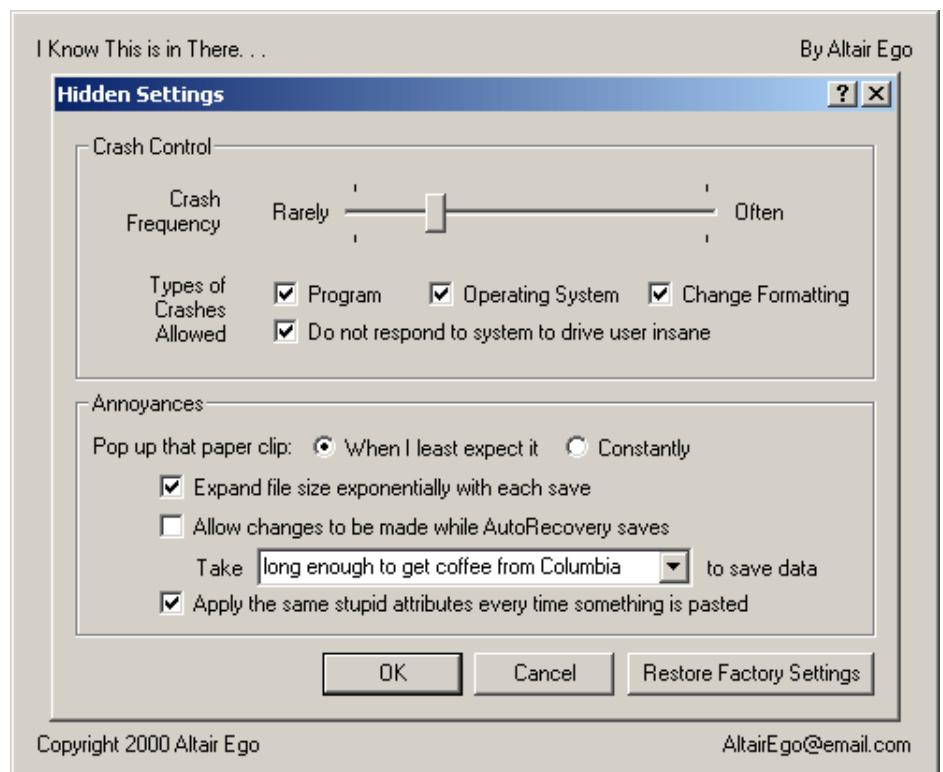 I Know This is in There. . .
By Altair Ego
Hidden Settings
Crash Control
Crash Frequency
Rarely
Often
Types of Crashes Allowed
Program
Operating System
Change Formatting
Do not respond to system to drive user insane
Annoyances
Pop up that paper clip:
When I least expect it
Constantly
Expand file size exponentially with each save
Allow changes to be made while AutoRecovery saves
Take long enough to get coffee from Columbia to save data
Apply the same stupid attributes every time something is pasted
OK
Cancel
Restore Factory Settings
Copyright 2000 Altair Ego
AltairEgo@email.com